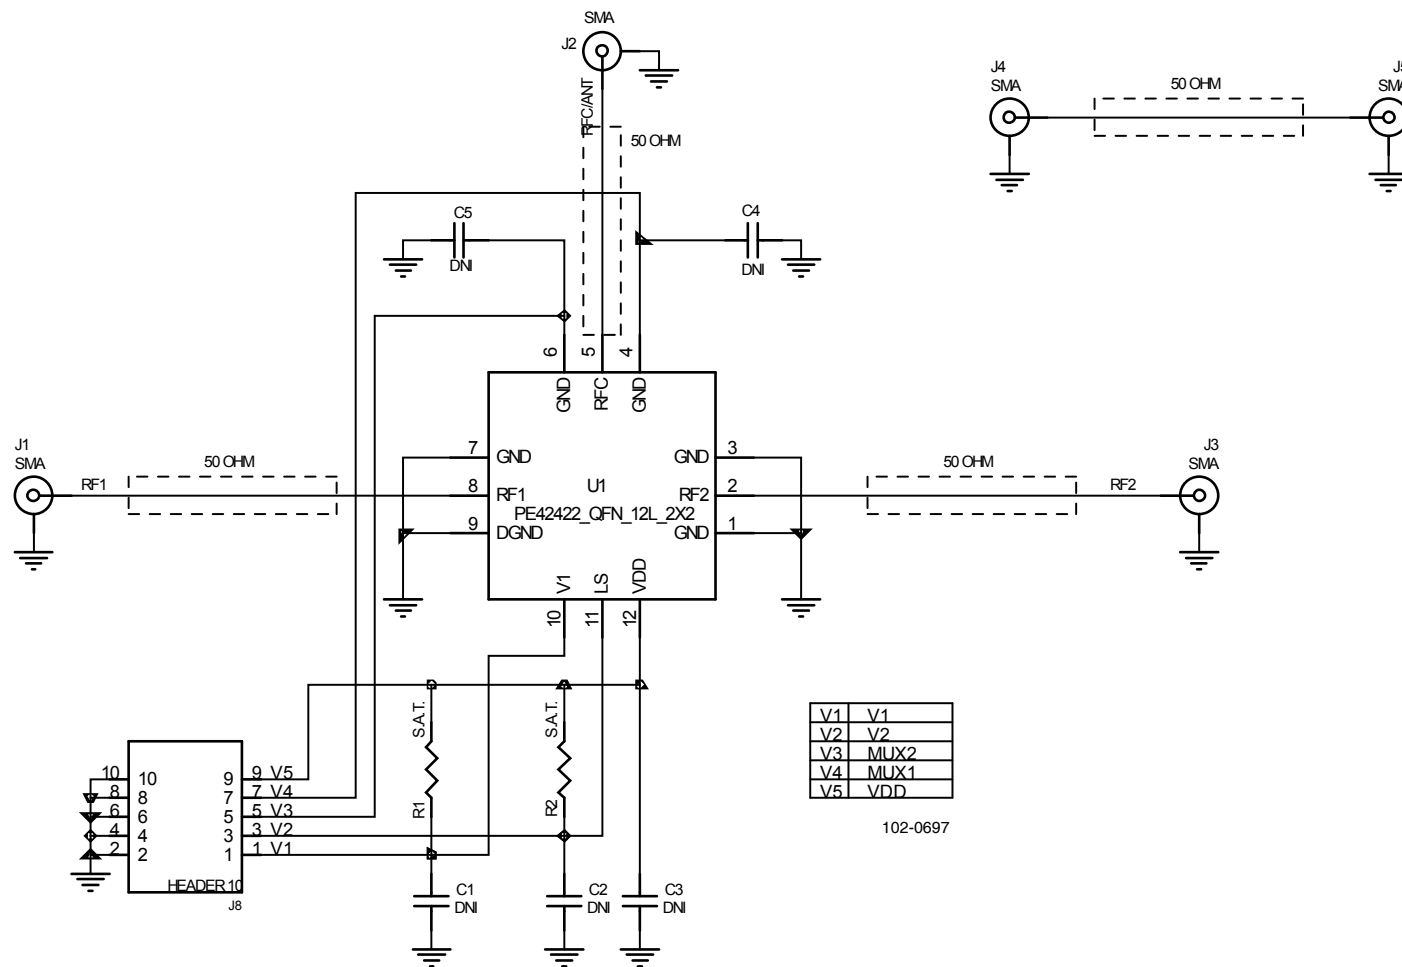 SMA
J2
RFC/ANT
50 OHM
J4
SMA
50 OHM
J5
SMA
C5
DNI
C4
DNI
6
5
4
GND
RFC
GND
J1
SMA
RF1
50 OHM
7
GND
8
RF1
9
DGND
U1
PE42422_QFN_12L_2X2
GND
3
RF2
2
GND
1
50 OHM
RF2
J3
SMA
V1
LS
VDD
10
11
12
S.A.T.
R1
S.A.T.
R2
10 10 9 9 V5
8 8 7 7 V4
6 6 5 5 V3
4 4 3 3 V2
2 2 1 1 V1
HEADER 10
J8
C1
DNI
C2
DNI
C3
DNI
V1 V1
V2 V2
V3 MUX2
V4 MUX1
V5 VDD
102-0697